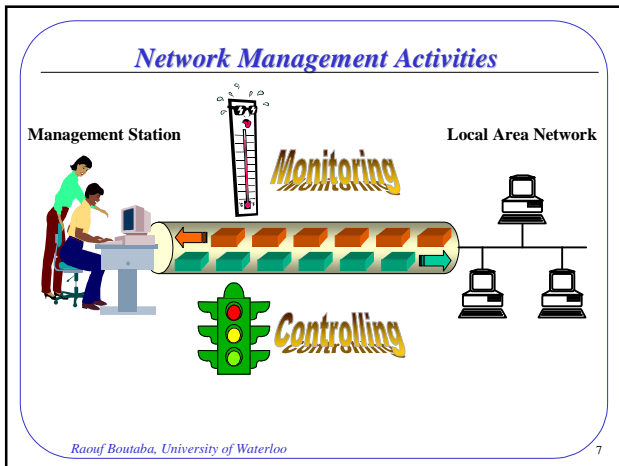 Network Management Activities
Management Station
Local Area Network
Monitoring
Controlling
Raouf Boutaba, University of Waterloo
7